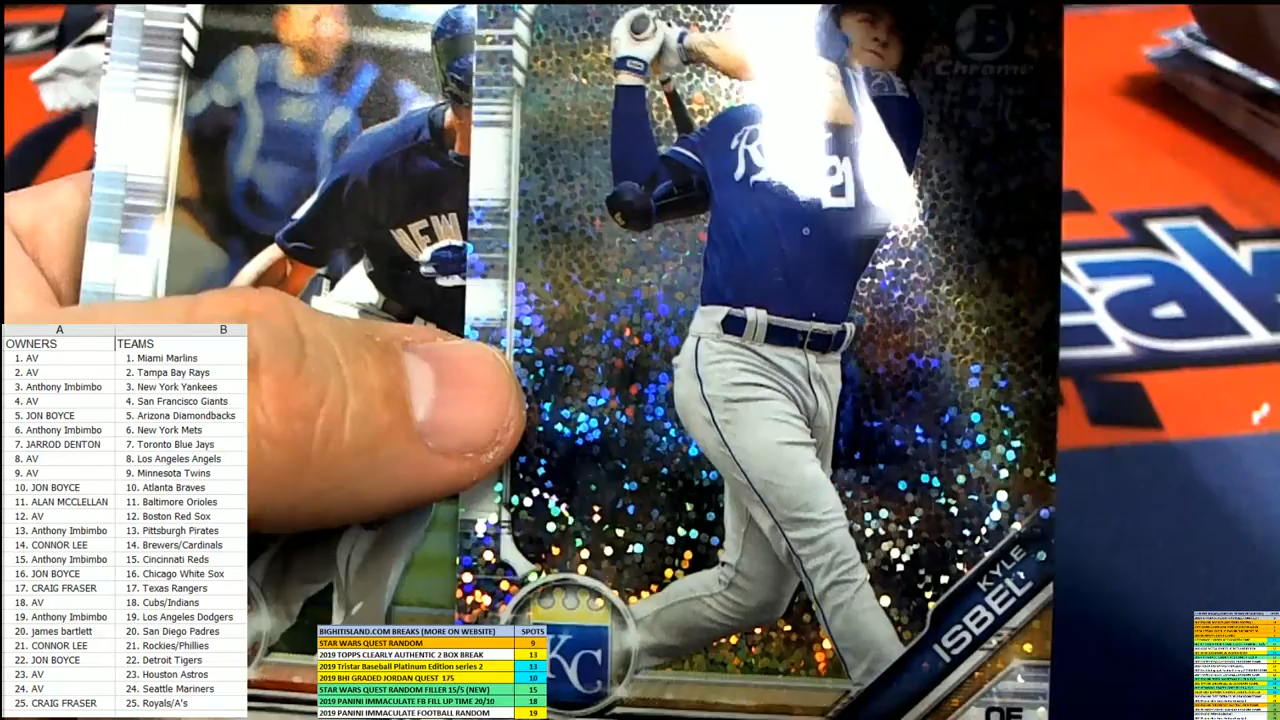 B
Chrome
NEW
R
21
KYLE
OF
KC
A B
OWNERS TEAMS
1. AV 1. Miami Marlins
2. AV 2. Tampa Bay Rays
3. Anthony Imbimbo 3. New York Yankees
4. AV 4. San Francisco Giants
5. JON BOYCE 5. Arizona Diamondbacks
6. Anthony Imbimbo 6. New York Mets
7. JARROD DENTON 7. Toronto Blue Jays
8. AV 8. Los Angeles Angels
9. AV 9. Minnesota Twins
10. JON BOYCE 10. Atlanta Braves
11. ALAN MCCLELLAN 11. Baltimore Orioles
12. AV 12. Boston Red Sox
13. Anthony Imbimbo 13. Pittsburgh Pirates
14. CONNOR LEE 14. Brewers/Cardinals
15. Anthony Imbimbo 15. Cincinnati Reds
16. JON BOYCE 16. Chicago White Sox
17. CRAIG FRASER 17. Texas Rangers
18. AV 18. Cubs/Indians
19. Anthony Imbimbo 19. Los Angeles Dodgers
20. james bartlett 20. San Diego Padres
21. CONNOR LEE 21. Rockies/Phillies
22. JON BOYCE 22. Detroit Tigers
23. AV 23. Houston Astros
24. AV 24. Seattle Mariners
25. CRAIG FRASER 25. Royals/A's
BIGHITISLAND.COM BREAKS (MORE ON WEBSITE) SPOTS
STAR WARS QUEST RANDOM 9
2019 TOPPS CLEARLY AUTHENTIC 2 BOX BREAK 13
2019 Tristar Baseball Platinum Edition series 2 13
2019 BHI GRADED JORDAN QUEST 175 10
STAR WARS QUEST RANDOM FILLER 15/5 (NEW) 15
2019 PANINI IMMACULATE FB FILL UP TIME 20/10 18
2019 PANINI IMMACULATE FOOTBALL RANDOM 19